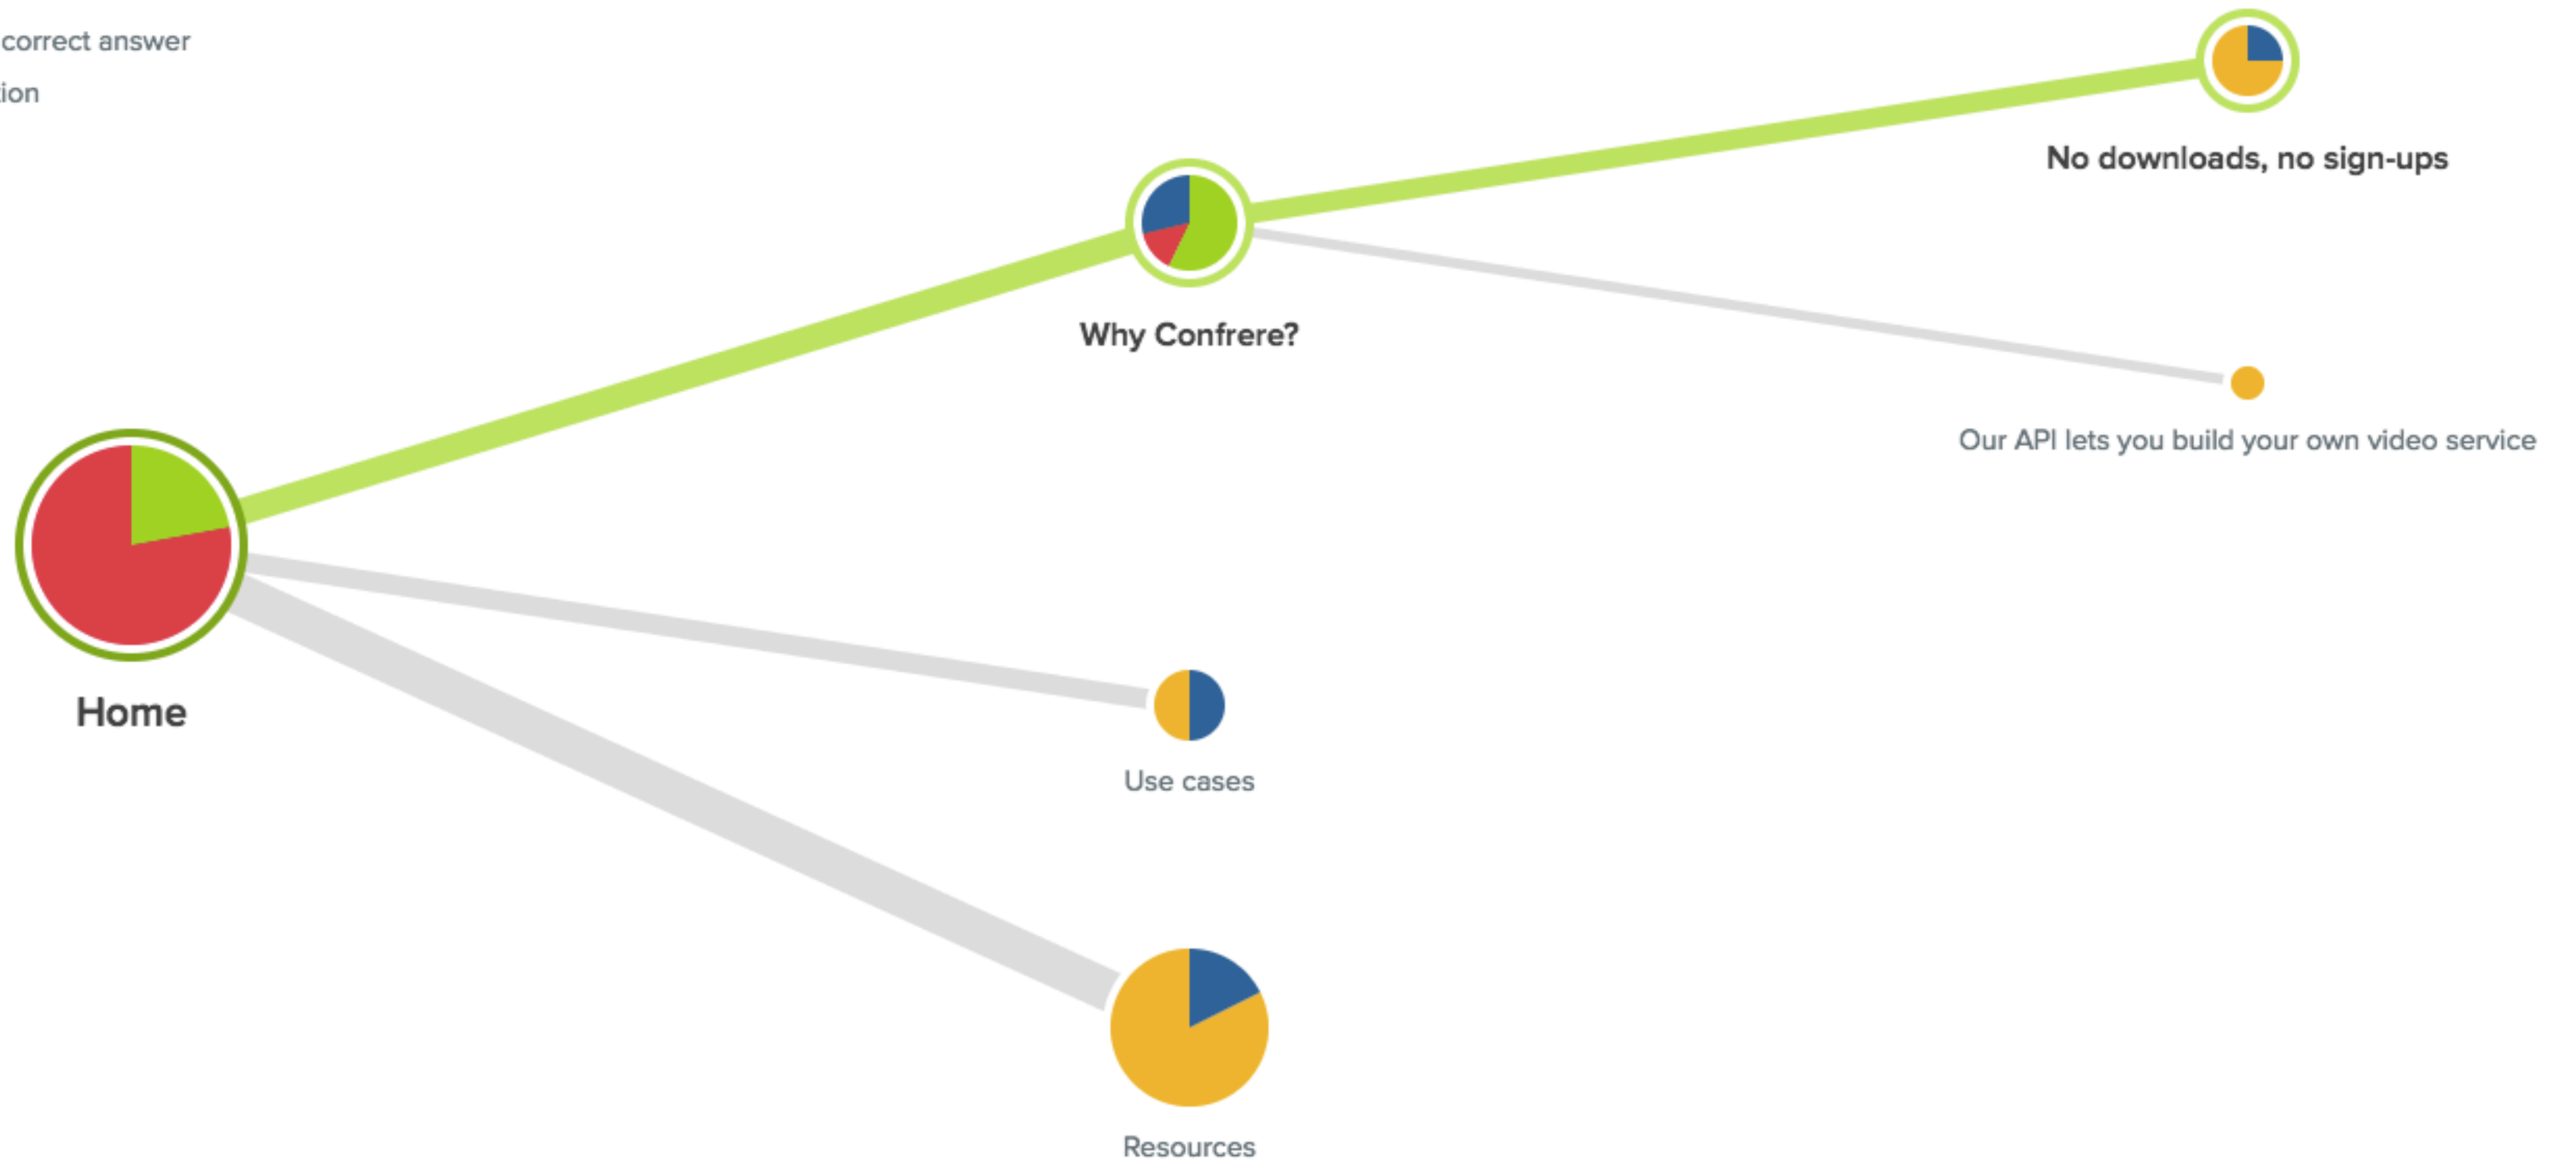 correct answer
ion
No downloads, no sign-ups
Why Confrere?
Our API lets you build your own video service
Home
Use cases
Resources